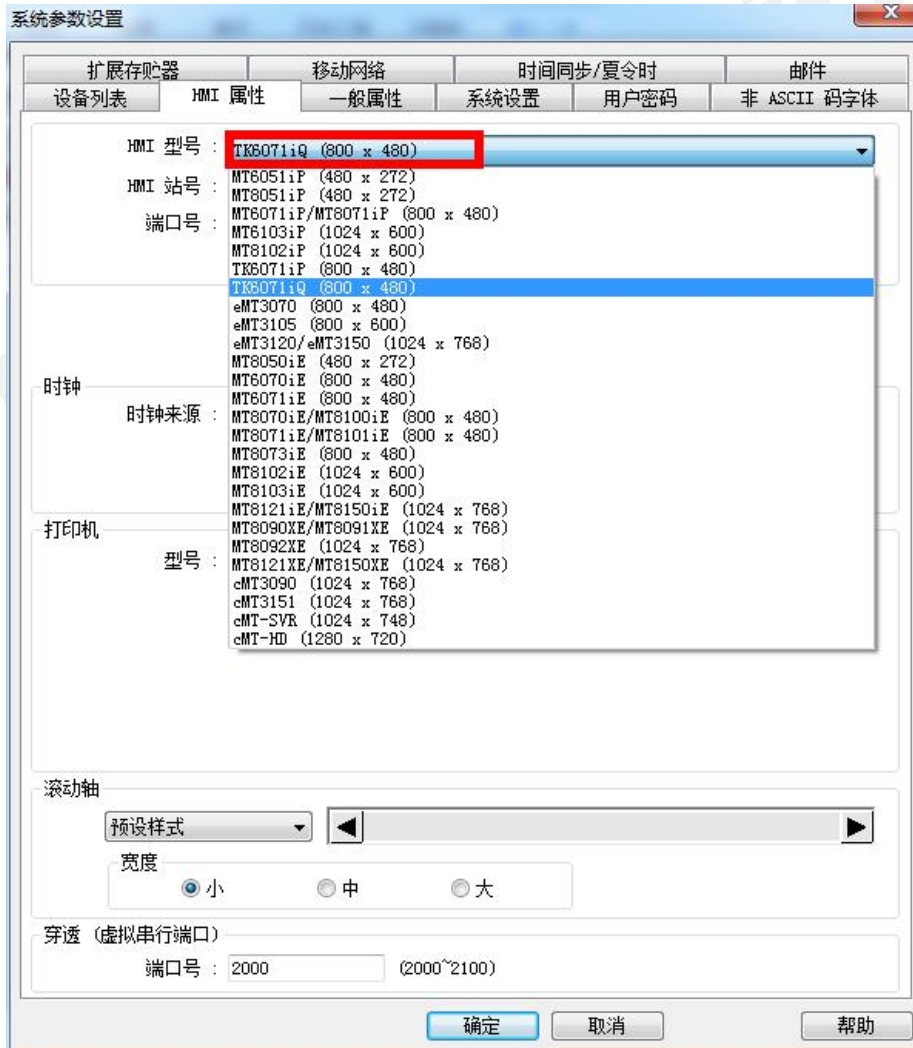 系统参数设置
扩展存贮器 移动网络 时间同步/夏令时 邮件
设备列表 HMI 属性 一般属性 系统设置 用户密码 非 ASCII 码字体
HMI 型号 : TK6071iQ (800 x 480)
HMI 站号 :
端口号 :
MT6051iP (480 x 272)
MT8051iP (480 x 272)
MT6071iP/MT8071iP (800 x 480)
MT6103iP (1024 x 600)
MT8102iP (1024 x 600)
TK6071iP (800 x 480)
TK6071iQ (800 x 480)
eMT3070 (800 x 480)
eMT3105 (800 x 600)
eMT3120/eMT3150 (1024 x 768)
MT8050iE (480 x 272)
MT6070iE (800 x 480)
MT6071iE (800 x 480)
MT8070iE/MT8100iE (800 x 480)
MT8071iE/MT8101iE (800 x 480)
MT8073iE (800 x 480)
MT8102iE (1024 x 600)
MT8103iE (1024 x 600)
MT8121iE/MT8150iE (1024 x 768)
MT8090XE/MT8091XE (1024 x 768)
MT8092XE (1024 x 768)
MT8121XE/MT8150XE (1024 x 768)
cMT3090 (1024 x 768)
cMT3151 (1024 x 768)
cMT-SVR (1024 x 748)
cMT-HD (1280 x 720)
时钟
时钟来源 :
打印机
型号 :
滚动轴
预设样式
宽度
小 中 大
穿透 (虚拟串行端口)
端口号 : 2000 (2000~2100)
确定 取消 帮助